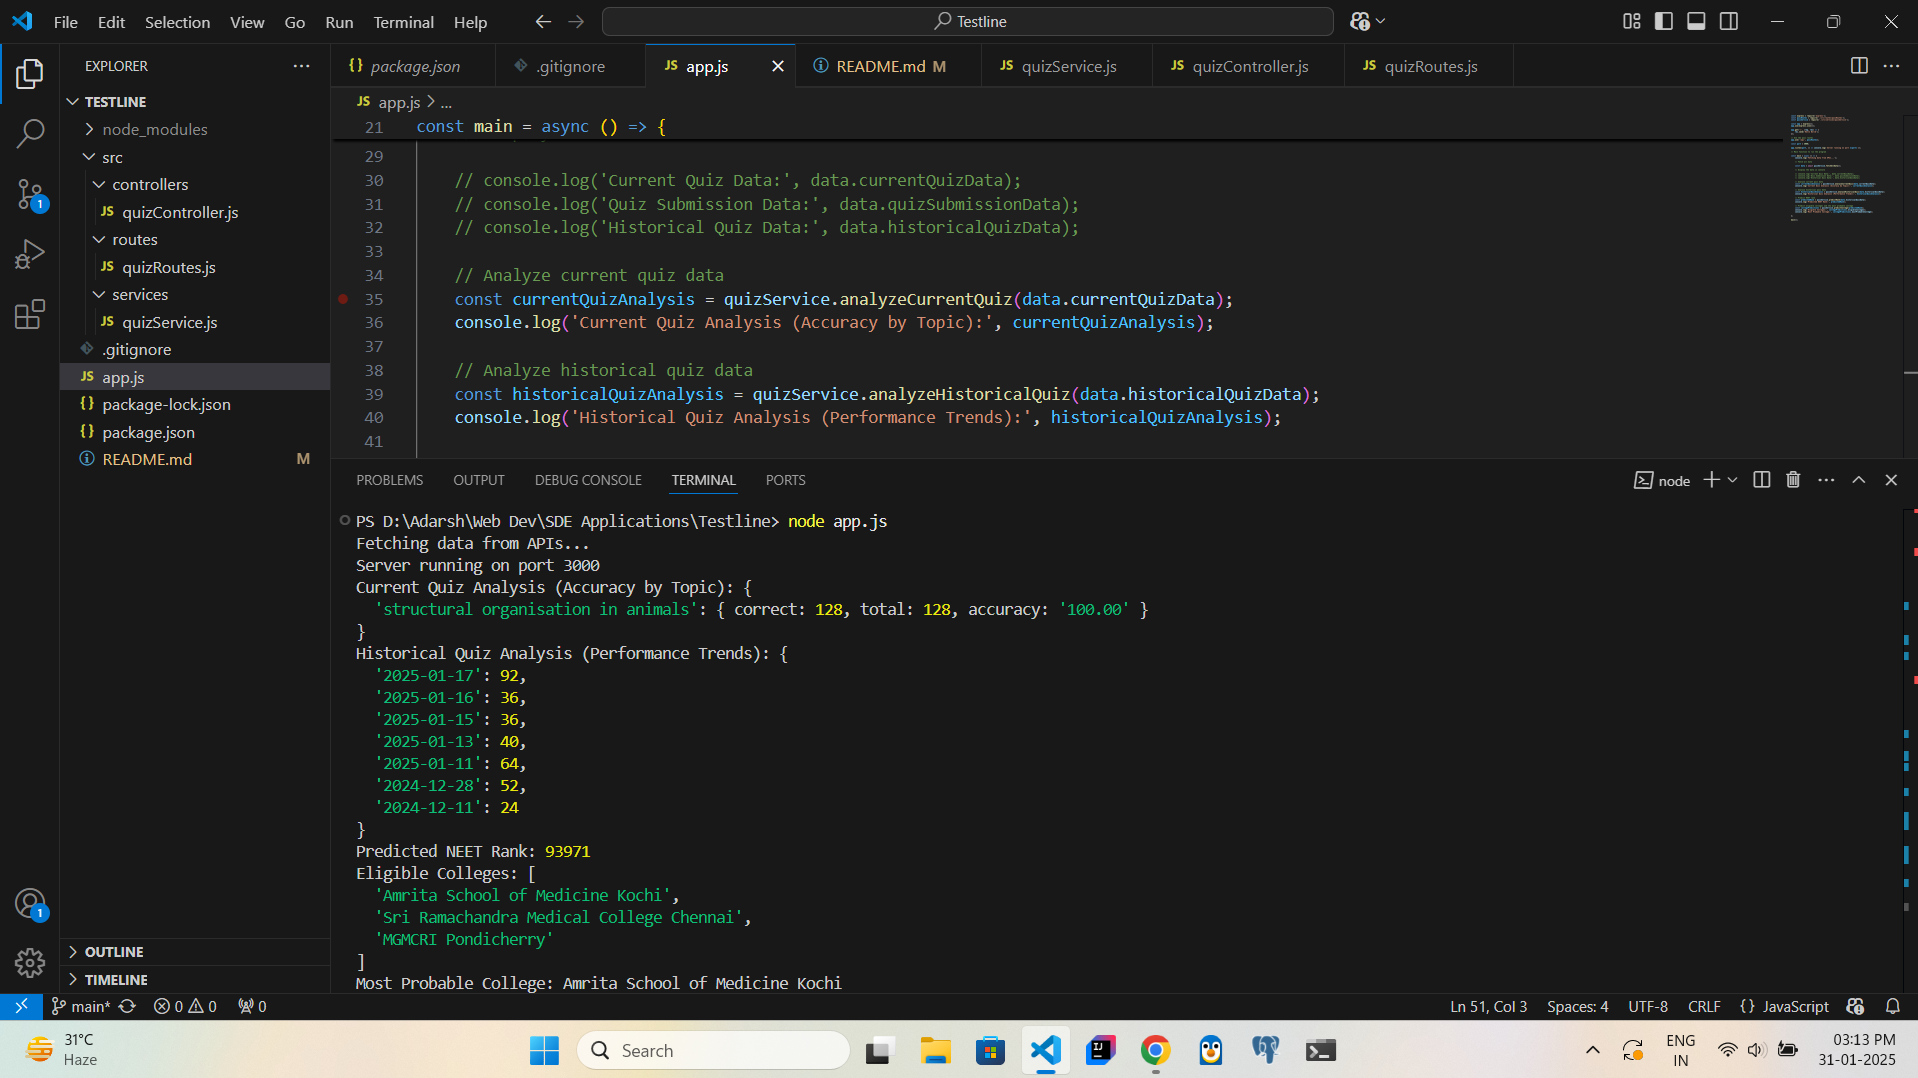 File Edit Selection View Go Run Terminal Help
Testline
EXPLORER
TESTLINE
node_modules
src
controllers
JS quizController.js
routes
JS quizRoutes.js
services
JS quizService.js
.gitignore
JS app.js
{} package-lock.json
{} package.json
README.md M
OUTLINE
TIMELINE
1
1
{} package.json
.gitignore
JS app.js
README.md M
JS quizService.js
JS quizController.js
JS quizRoutes.js
JS app.js > ...
21 const main = async () => {
29
30 // console.log('Current Quiz Data:', data.currentQuizData);
31 // console.log('Quiz Submission Data:', data.quizSubmissionData);
32 // console.log('Historical Quiz Data:', data.historicalQuizData);
33
34 // Analyze current quiz data
35 const currentQuizAnalysis = quizService.analyzeCurrentQuiz(data.currentQuizData);
36 console.log('Current Quiz Analysis (Accuracy by Topic):', currentQuizAnalysis);
37
38 // Analyze historical quiz data
39 const historicalQuizAnalysis = quizService.analyzeHistoricalQuiz(data.historicalQuizData);
40 console.log('Historical Quiz Analysis (Performance Trends):', historicalQuizAnalysis);
41
PROBLEMS OUTPUT DEBUG CONSOLE TERMINAL PORTS
node
PS D:\Adarsh\Web Dev\SDE Applications\Testline> node app.js
Fetching data from APIs...
Server running on port 3000
Current Quiz Analysis (Accuracy by Topic): {
'structural organisation in animals': { correct: 128, total: 128, accuracy: '100.00' }
}
Historical Quiz Analysis (Performance Trends): {
'2025-01-17': 92,
'2025-01-16': 36,
'2025-01-15': 36,
'2025-01-13': 40,
'2025-01-11': 64,
'2024-12-28': 52,
'2024-12-11': 24
}
Predicted NEET Rank: 93971
Eligible Colleges: [
'Amrita School of Medicine Kochi',
'Sri Ramachandra Medical College Chennai',
'MGMCRI Pondicherry'
]
Most Probable College: Amrita School of Medicine Kochi
main* 0 0 0
Ln 51, Col 3 Spaces: 4 UTF-8 CRLF {} JavaScript
31°C
Haze
Search
ENG
IN
03:13 PM
31-01-2025